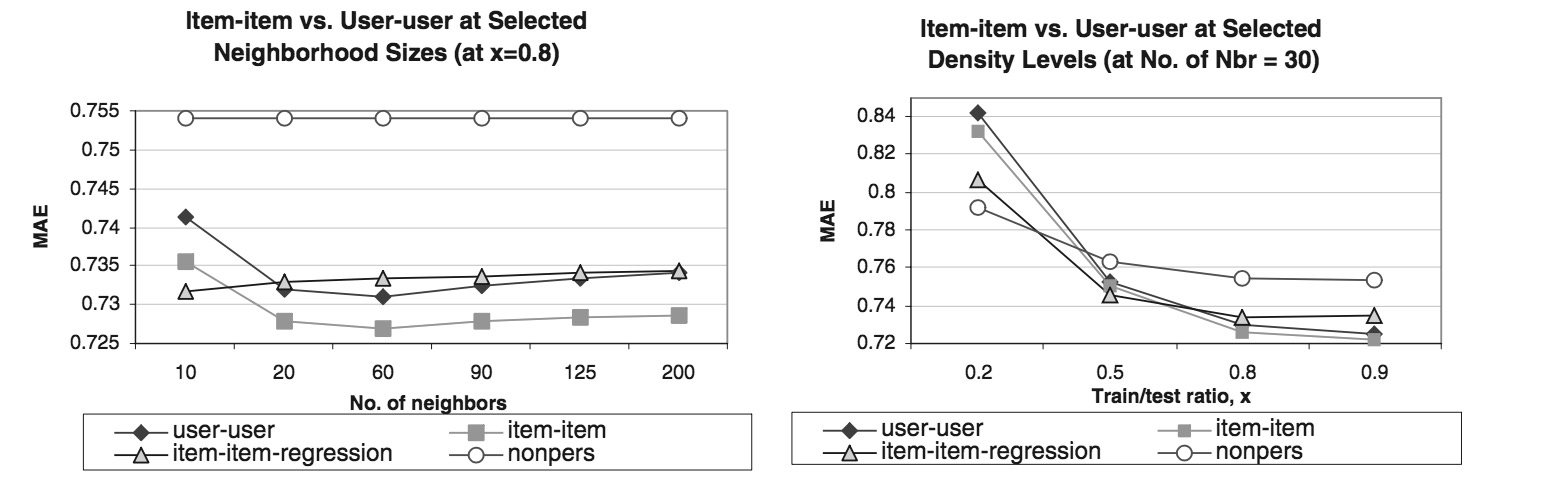 Item-item vs. User-user at Selected
Neighborhood Sizes (at x=0.8)
0.755
0.75
0.745
0.74
0.735
0.73
0.725
MAE
10 20 60 90 125 200
No. of neighbors
user-user item-item
item-item-regression nonpers
Item-item vs. User-user at Selected
Density Levels (at No. of Nbr = 30)
0.84
0.82
0.8
0.78
0.76
0.74
0.72
MAE
0.2 0.5 0.8 0.9
Train/test ratio, x
user-user item-item
item-item-regression nonpers